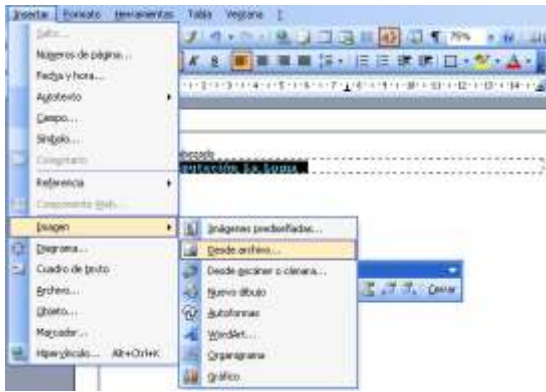 Insertar Formato Herramientas Tabla Ventana ?
Salto...
Números de página...
Fecha y hora...
Autotexto
Campo...
Símbolo...
Comentario
Referencia
Componente Web...
Imagen
Diagrama...
Cuadro de texto
Archivo...
Objeto...
Marcador...
Hipervínculo... Alt+Ctrl+K
Imágenes prediseñadas...
Desde archivo...
Desde escáner o cámara...
Nuevo dibujo
Autoformas
WordArt...
Organigrama
Gráfico
75%
Cerrar